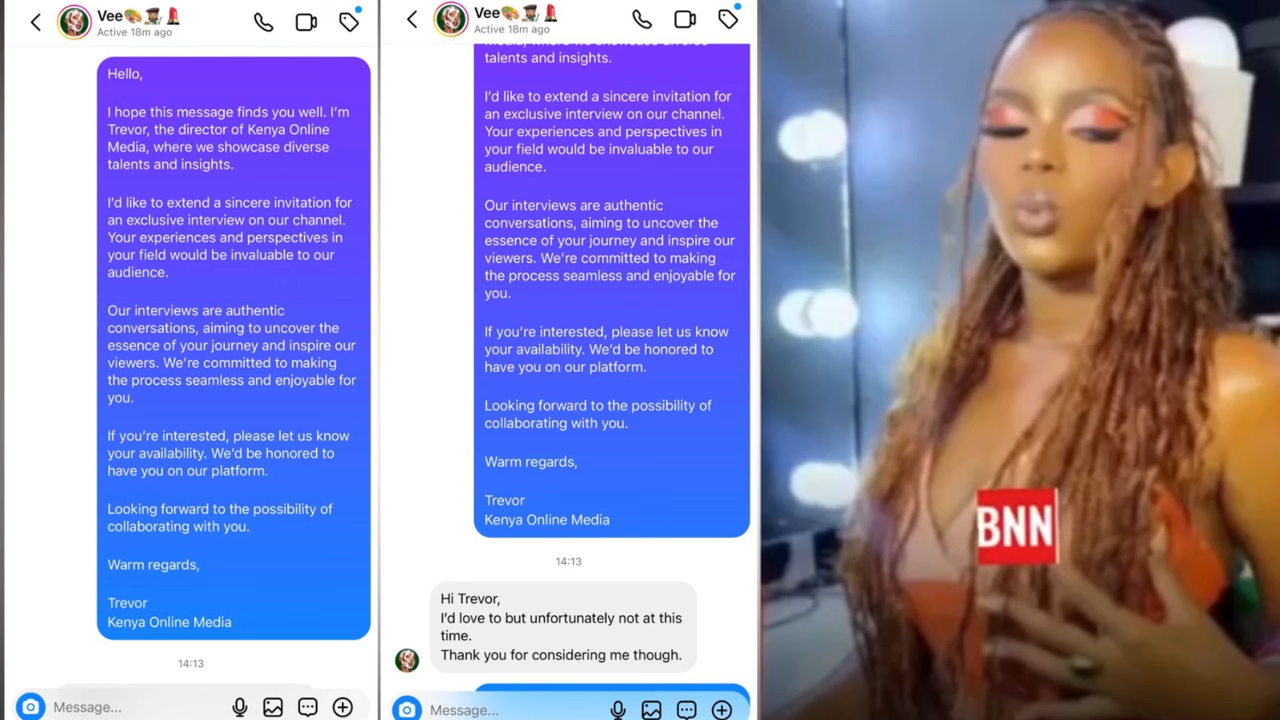 Vee
Active 18m ago
Hello,
I hope this message finds you well. I'm
Trevor, the director of Kenya Online
Media, where we showcase diverse
talents and insights.
I'd like to extend a sincere invitation for
an exclusive interview on our channel.
Your experiences and perspectives in
your field would be invaluable to our
audience.
Our interviews are authentic
conversations, aiming to uncover the
essence of your journey and inspire our
viewers. We're committed to making
the process seamless and enjoyable for
you.
If you're interested, please let us know
your availability. We'd be honored to
have you on our platform.
Looking forward to the possibility of
collaborating with you.
Warm regards,
Trevor
Kenya Online Media
14:13
Message...
Vee
Active 18m ago
talents and insights.
I'd like to extend a sincere invitation for
an exclusive interview on our channel.
Your experiences and perspectives in
your field would be invaluable to our
audience.
Our interviews are authentic
conversations, aiming to uncover the
essence of your journey and inspire our
viewers. We're committed to making
the process seamless and enjoyable for
you.
If you're interested, please let us know
your availability. We'd be honored to
have you on our platform.
Looking forward to the possibility of
collaborating with you.
Warm regards,
Trevor
Kenya Online Media
14:13
Hi Trevor,
I'd love to but unfortunately not at this
time.
Thank you for considering me though.
Message...
BNN